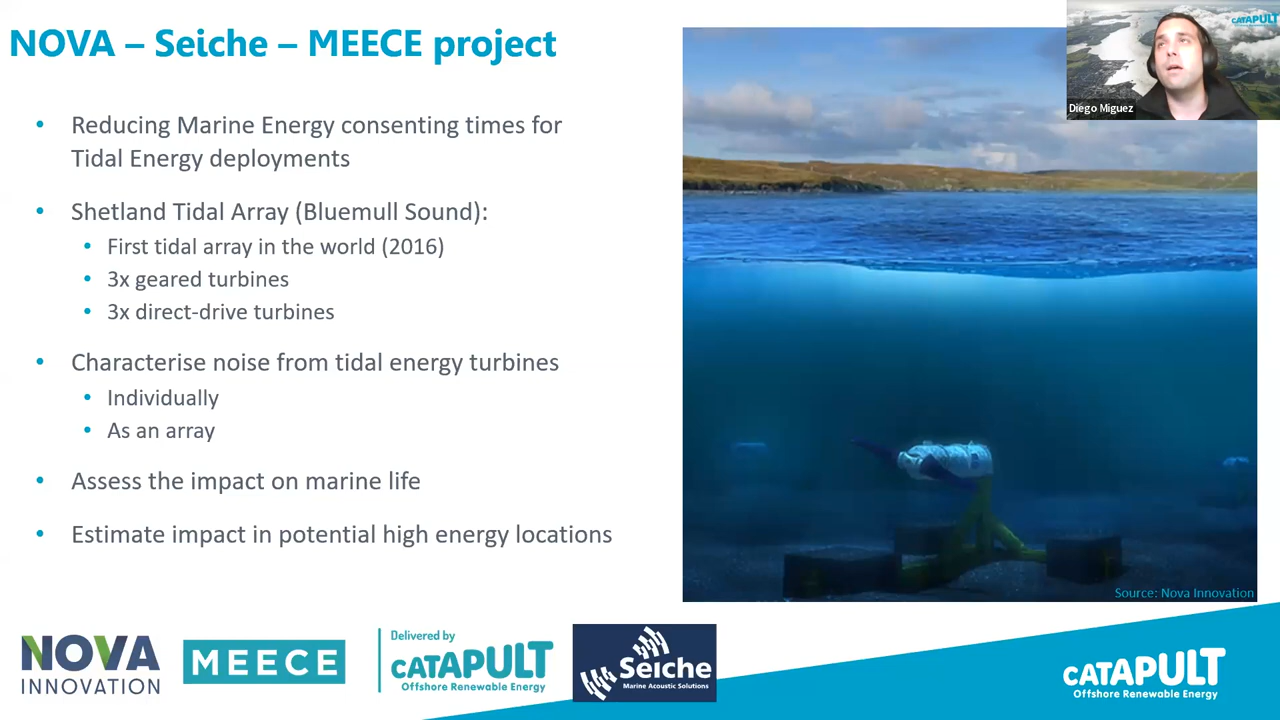 NOVA – Seiche – MEECE project
CATAPULT
Diego Miguez
• Reducing Marine Energy consenting times for
Tidal Energy deployments
• Shetland Tidal Array (Bluemull Sound):
• First tidal array in the world (2016)
• 3x geared turbines
• 3x direct-drive turbines
• Characterise noise from tidal energy turbines
• Individually
• As an array
• Assess the impact on marine life
• Estimate impact in potential high energy locations
Source: Nova Innovation
NOVA
INNOVATION
MEECE
Delivered by
CATAPULT
Offshore Renewable Energy
Seiche
Marine Acoustic Solutions
CATAPULT
Offshore Renewable Energy